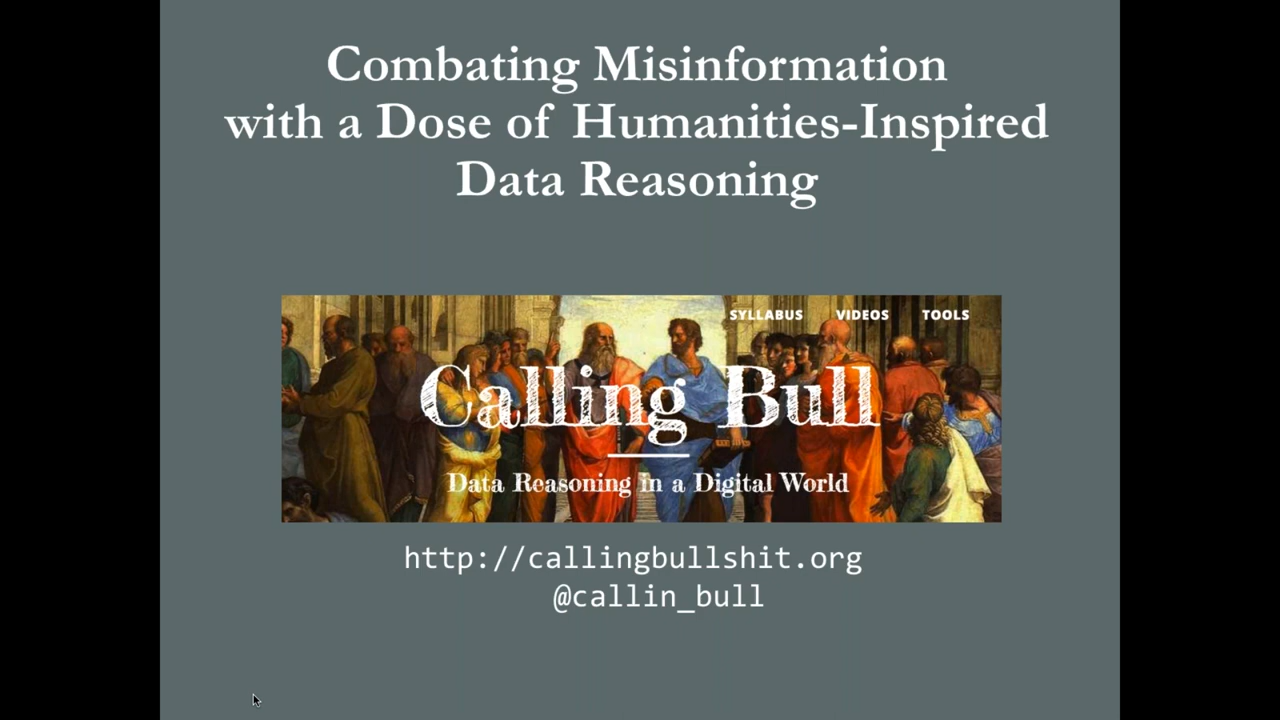 Combating Misinformation
with a Dose of Humanities-Inspired
Data Reasoning
SYLLABUS VIDEOS TOOLS
Calling Bull
Data Reasoning in a Digital World
http://callingbullshit.org
@callin_bull